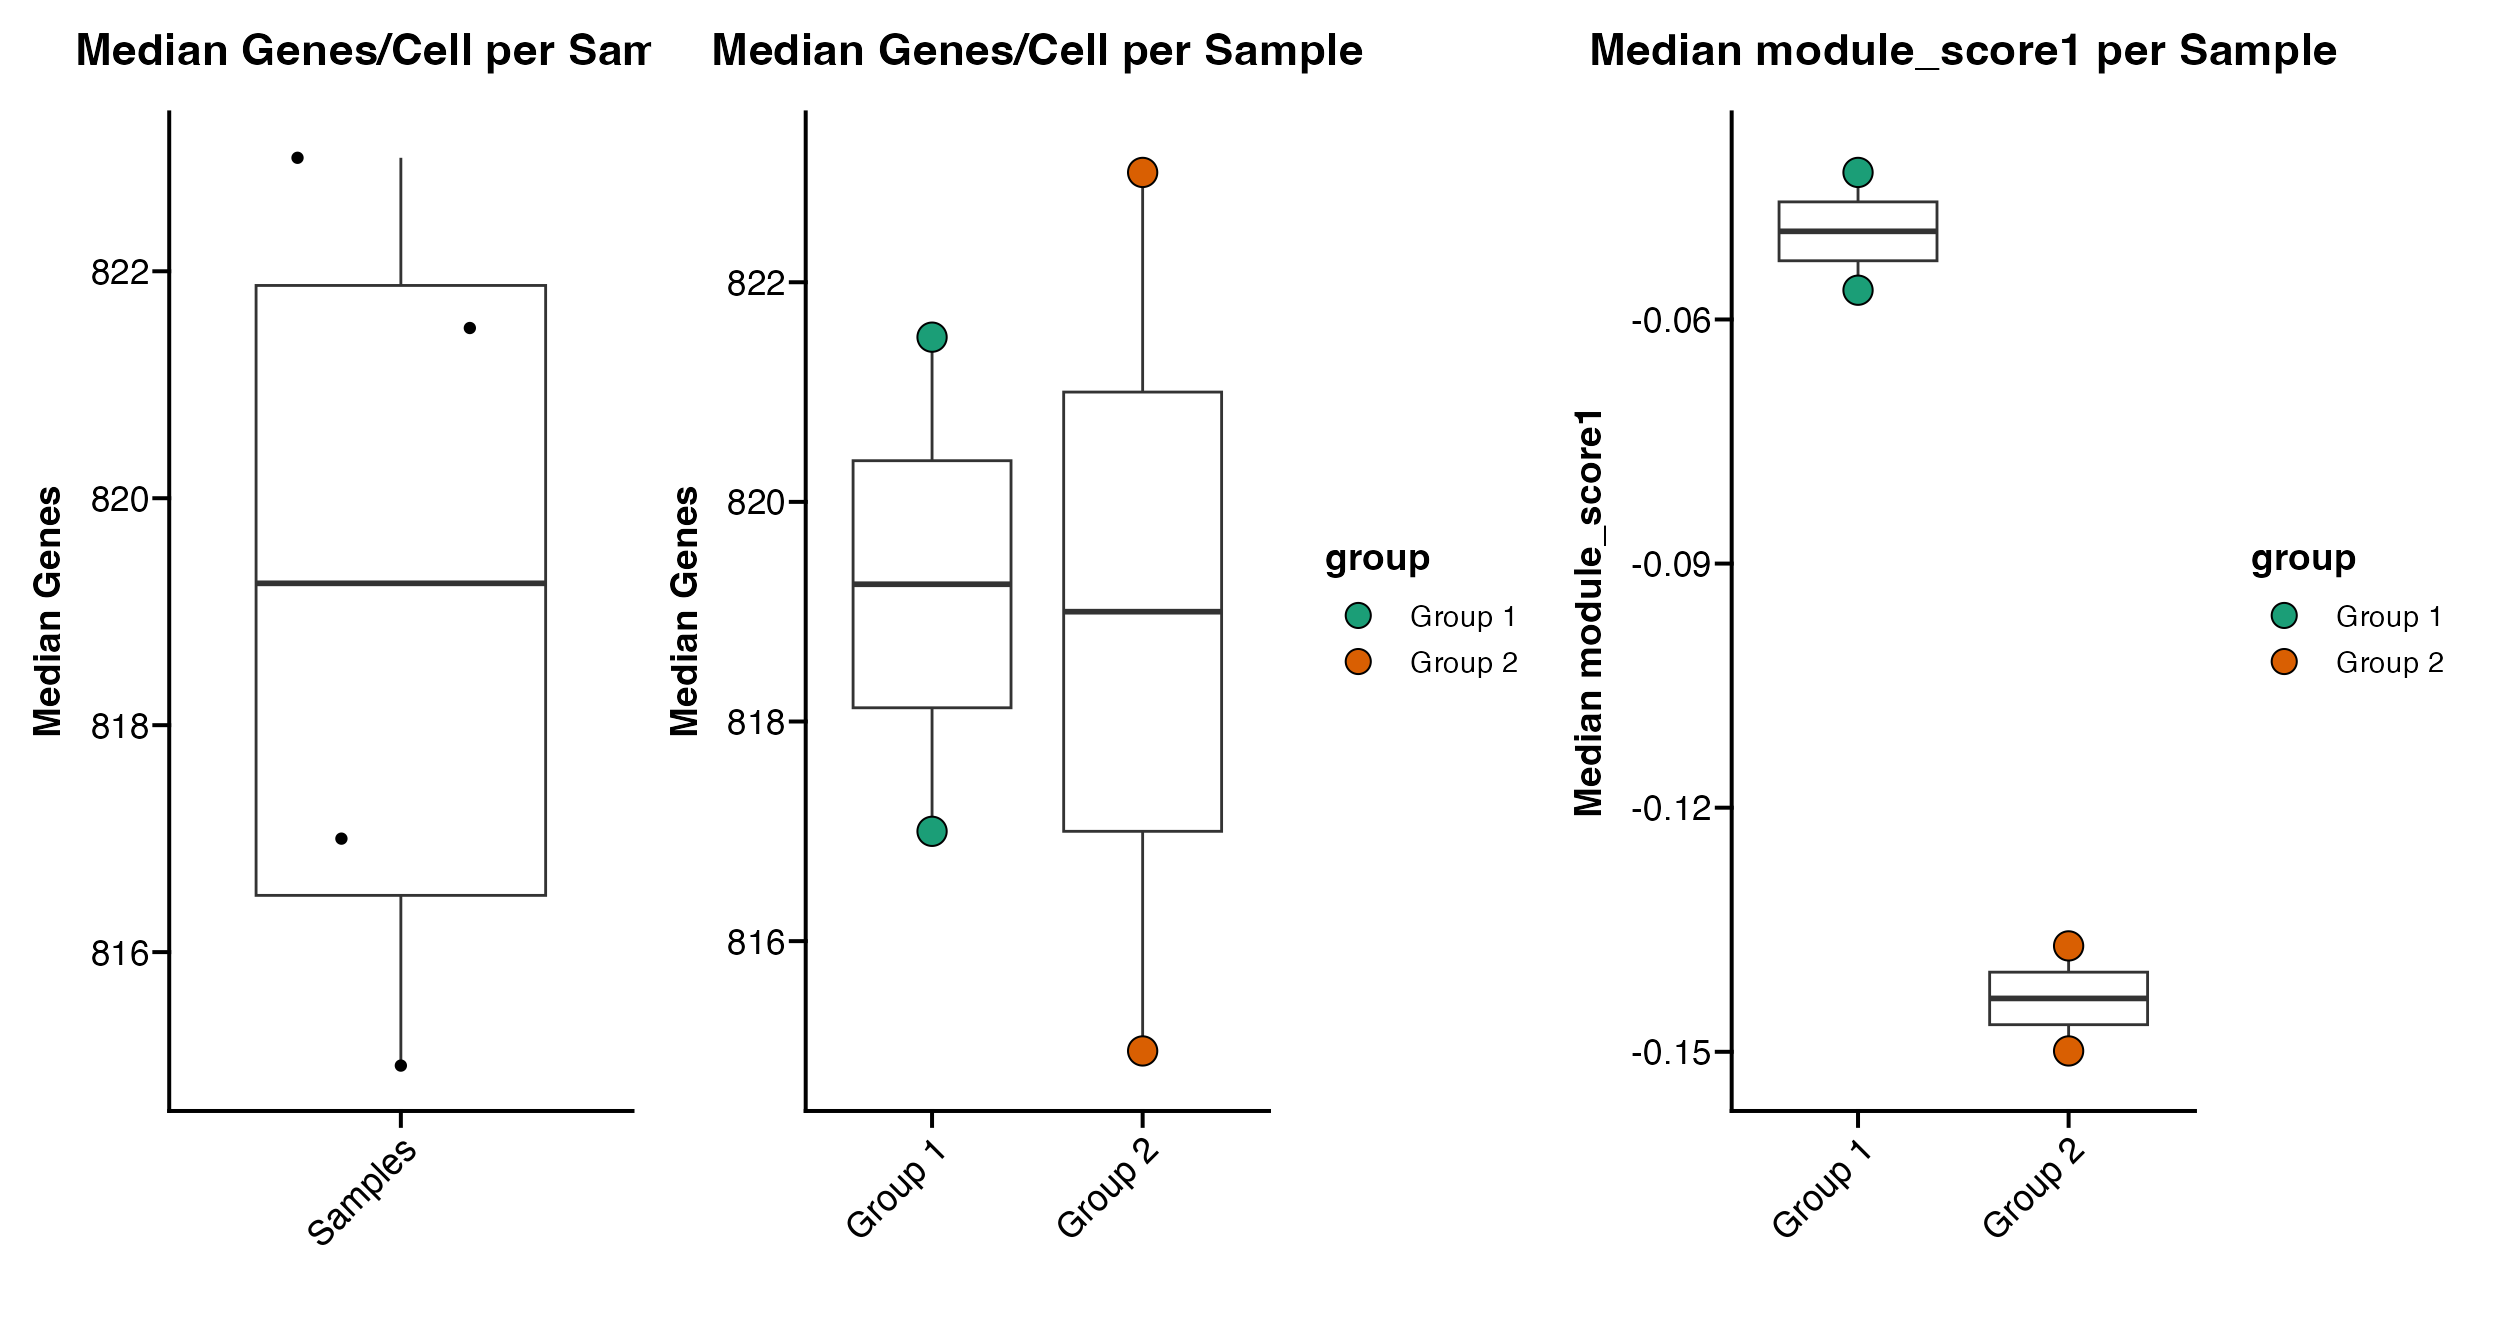 Median Genes/Cell per Sam
Median Genes
822
820
818
816
Samples
Median Genes/Cell per Sample
Median Genes
822
820
818
816
Group 1
Group 2
group
Group 1
Group 2
Median module_score1 per Sample
Median module_score1
-0.06
-0.09
-0.12
-0.15
Group 1
Group 2
group
Group 1
Group 2